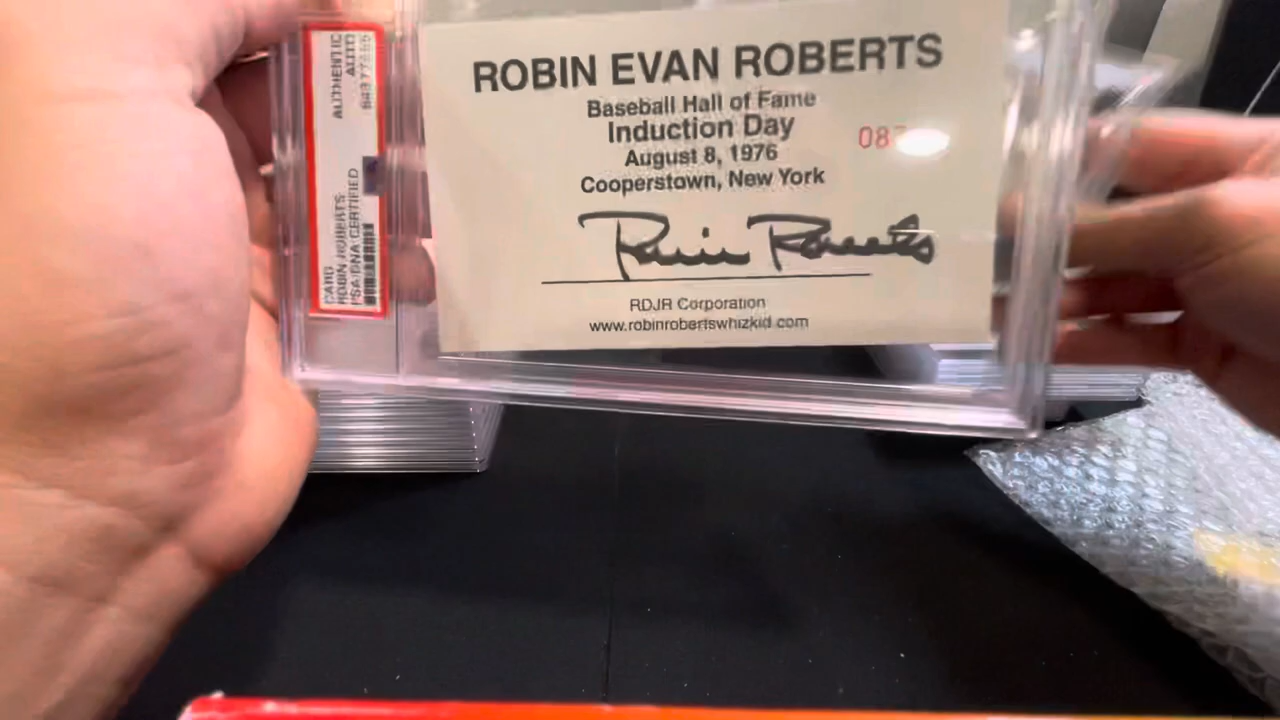 ROBIN EVAN ROBERTS
Baseball Hall of Fame
Induction Day
August 8, 1976
Cooperstown, New York
Robin Roberts
RDJR Corporation
www.robinrobertswhizkid.com
CARD
ROBIN ROBERTS
PSA/DNA CERTIFIED
AUTHENTIC
AUTO